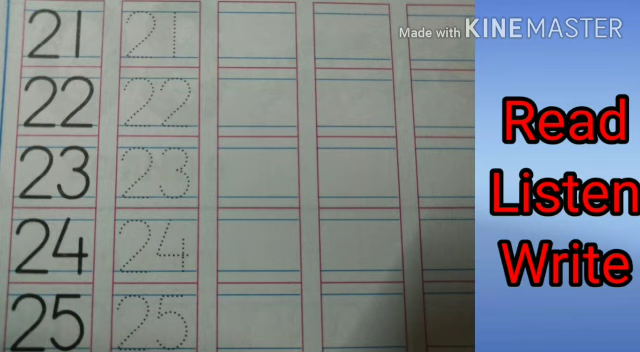 Made with KINEMASTER
21 21
22 22
23 23
24 24
25 25
Read
Listen
Write